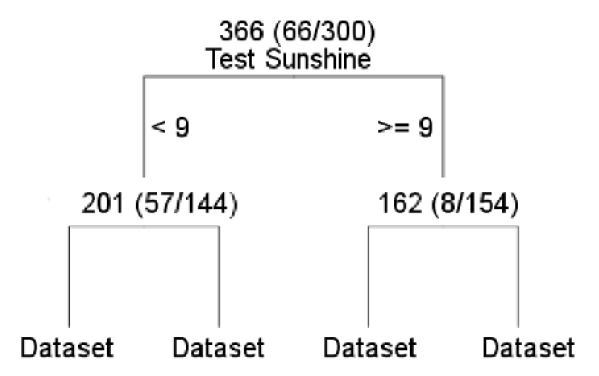 366 (66/300)
Test Sunshine
< 9 >= 9
201 (57/144) 162 (8/154)
Dataset Dataset Dataset Dataset